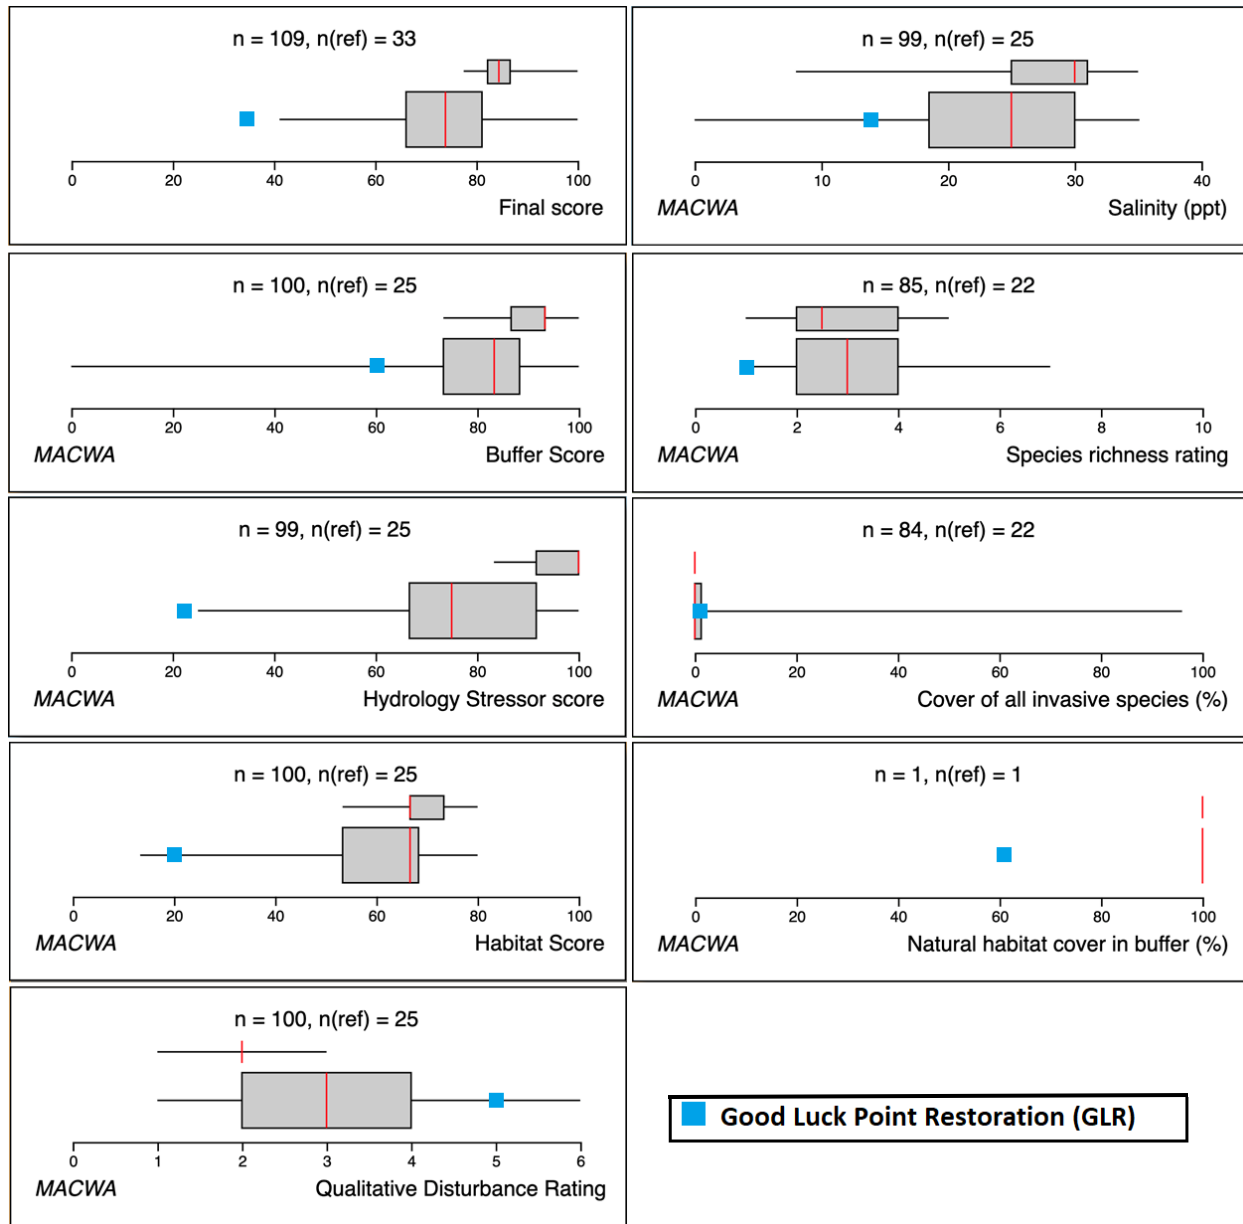 n = 109, n(ref) = 33
0 20 40 60 80 100
Final score
n = 99, n(ref) = 25
0 10 20 30 40
MACWA Salinity (ppt)
n = 100, n(ref) = 25
0 20 40 60 80 100
MACWA Buffer Score
n = 85, n(ref) = 22
0 2 4 6 8 10
MACWA Species richness rating
n = 99, n(ref) = 25
0 20 40 60 80 100
MACWA Hydrology Stressor score
n = 84, n(ref) = 22
0 20 40 60 80 100
MACWA Cover of all invasive species (%)
n = 100, n(ref) = 25
0 20 40 60 80 100
MACWA Habitat Score
n = 1, n(ref) = 1
0 20 40 60 80 100
MACWA Natural habitat cover in buffer (%)
n = 100, n(ref) = 25
0 1 2 3 4 5 6
MACWA Qualitative Disturbance Rating
Good Luck Point Restoration (GLR)